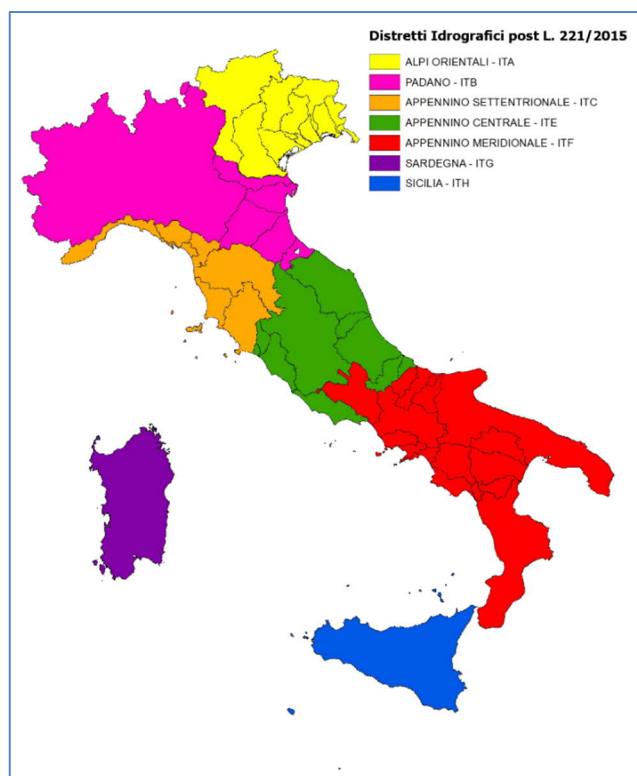 Distretti Idrografici post L. 221/2015
ALPI ORIENTALI - ITA
PADANO - ITB
APPENNINO SETTENTRIONALE - ITC
APPENNINO CENTRALE - ITE
APPENNINO MERIDIONALE - ITF
SARDEGNA - ITG
SICILIA - ITH